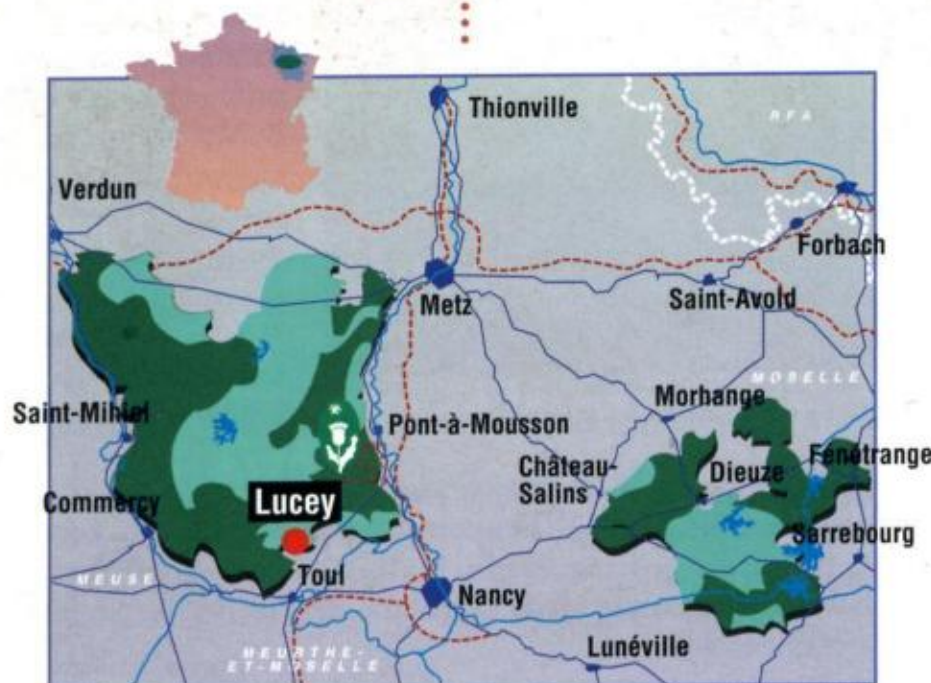 Thionville
RFA
Verdun
Forbach
Metz
Saint-Avold
MOSELLE
Morhange
Saint-Mihiel
Pont-à-Mousson
Fénétrange
Château-
Salins
Dieuze
Lucey
Commercy
Sarrebourg
Toul
MEUSE
Nancy
Lunéville
MEURTHE-
ET-MOSELLE